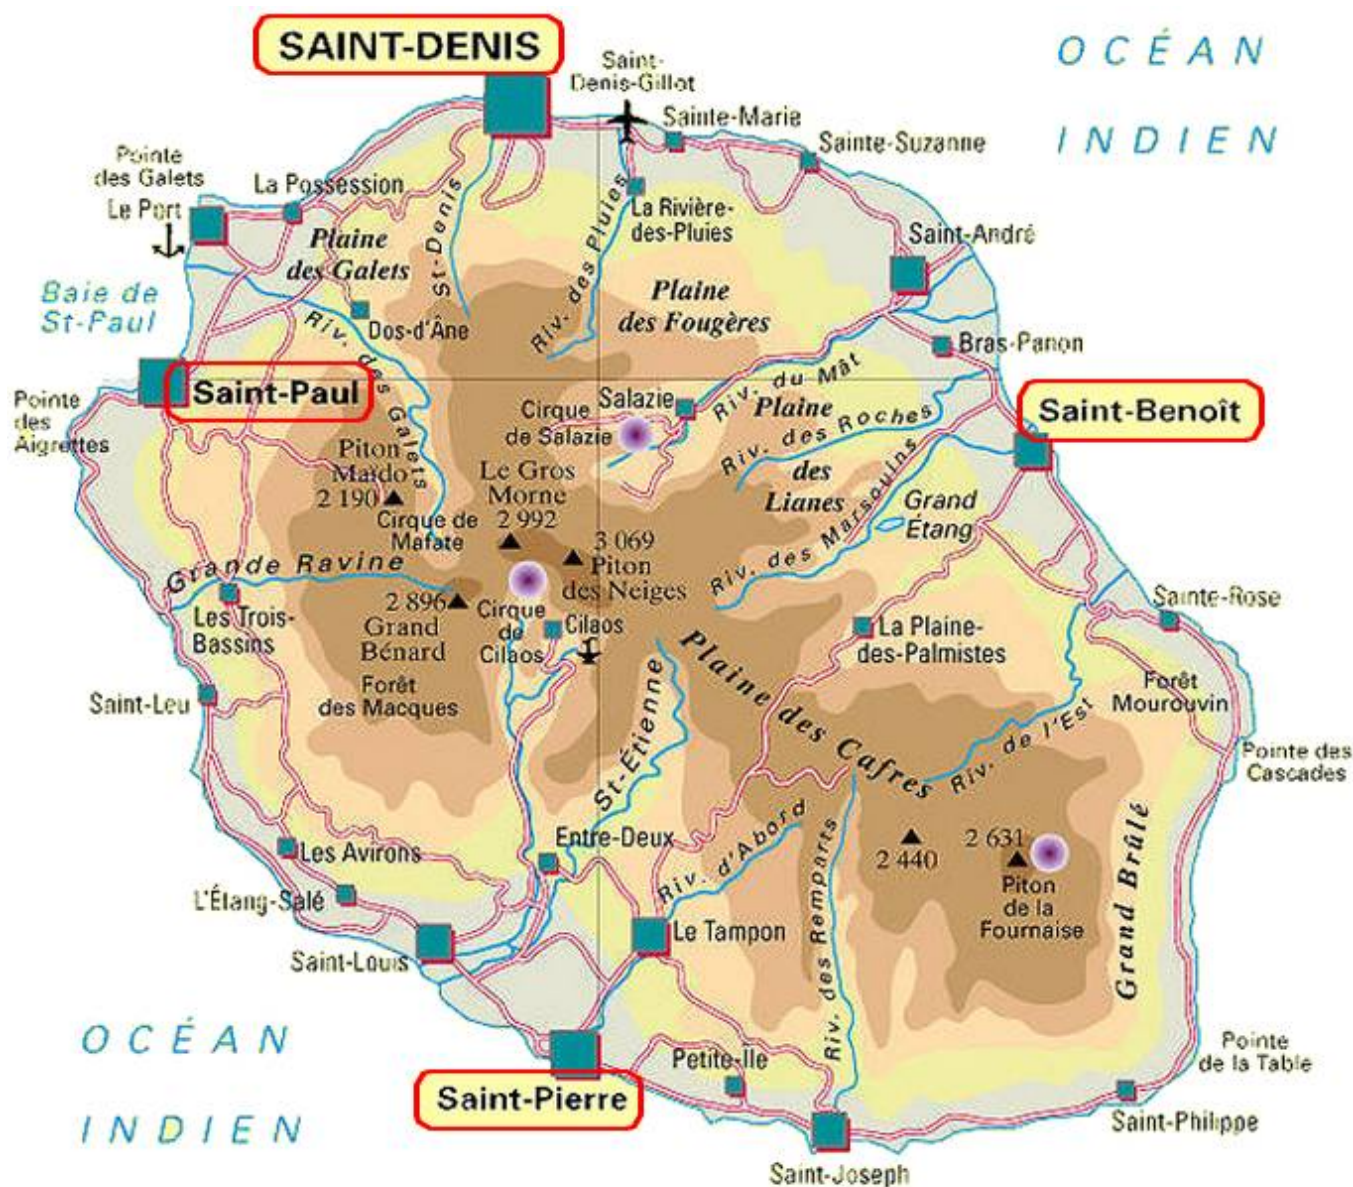 SAINT-DENIS
OCÉAN
INDIEN
Saint-
Denis-Gillot
Sainte-Marie
Sainte-Suzanne
Pointe
des Galets
La Possession
Le Port
Plaine
des Galets
St-Denis
Riv. des Pluies
La Rivière-
des-Pluies
Saint-André
Baie de
St-Paul
Dos-d'Âne
Riv. des Galets
Plaine
des Fougères
Bras-Panon
Saint-Paul
Pointe
des
Aigrettes
Salazie
Cirque
de Salazie
Riv. du Mât
Plaine
des
Lianes
Riv. des Roches
Riv. des Marsouins
Saint-Benoît
Piton
Maïdo
2 190
Cirque de
Mafate
Le Gros
Morne
2 992
3 069
Piton
des Neiges
Grand
Étang
Grande Ravine
Les Trois-
Bassins
2 896
Grand
Bénard
Cirque
de
Cilaos
Cilaos
Forêt
des Macques
La Plaine-
des-Palmistes
Sainte-Rose
Forêt
Mourouvin
Saint-Leu
St-Étienne
Plaine des Cafres
Riv. de l'Est
Pointe des
Cascades
Les Avirons
Entre-Deux
Riv. d'Abord
Riv. des Remparts
2 440
2 631
Piton
de la
Fournaise
Grand Brûlé
L'Étang-Salé
Saint-Louis
Le Tampon
OCÉAN
INDIEN
Saint-Pierre
Petite-Île
Saint-Joseph
Pointe
de la Table
Saint-Philippe